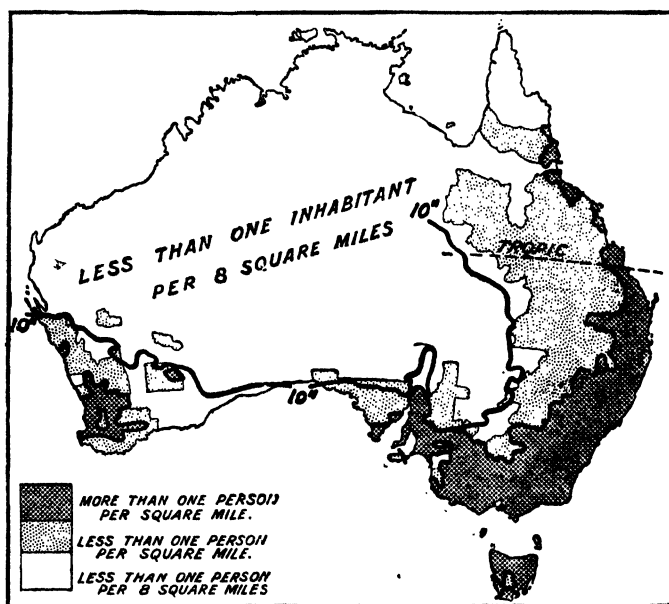 LESS THAN ONE INHABITANT
PER 8 SQUARE MILES
10"
TROPIC
10"
10"
MORE THAN ONE PERSON
PER SQUARE MILE.
LESS THAN ONE PERSON
PER SQUARE MILE.
LESS THAN ONE PERSON
PER 8 SQUARE MILES